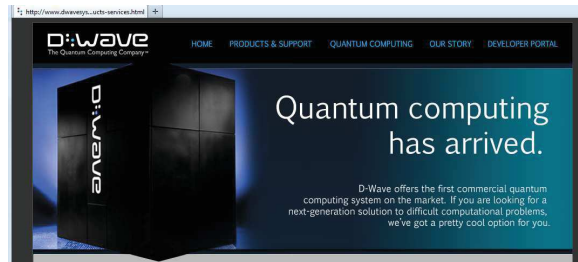 http://www.dwavesys...ucts-services.html +
D:wave
The Quantum Computing Company™
HOME PRODUCTS & SUPPORT QUANTUM COMPUTING OUR STORY DEVELOPER PORTAL
D:wave
Quantum computing
has arrived.
D-Wave offers the first commercial quantum
computing system on the market. If you are looking for a
next-generation solution to difficult computational problems,
we've got a pretty cool option for you.